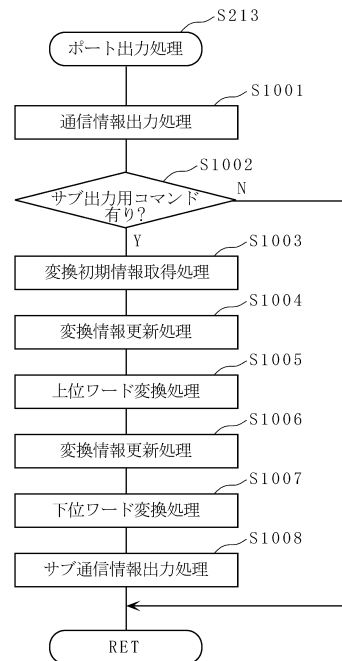 S213
ポート出力処理
S1001
通信情報出力処理
S1002
サブ出力用コマンド
有り?
N
Y
S1003
変換初期情報取得処理
S1004
変換情報更新処理
S1005
上位ワード変換処理
S1006
変換情報更新処理
S1007
下位ワード変換処理
S1008
サブ通信情報出力処理
RET